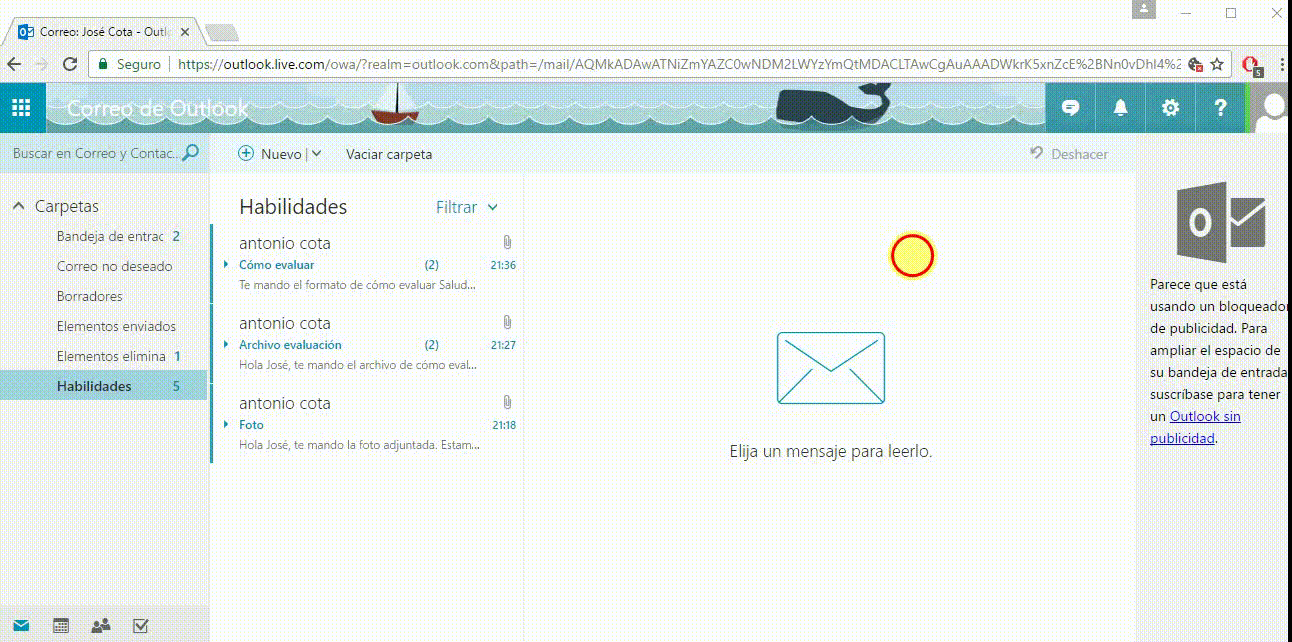 Correo: José Cota - Outl
Seguro
https://outlook.live.com/owa/?realm=outlook.com&path=/mail/AQMkADAwATNiZmYAZC0wNDM2LWYzYmQtMDACLTAwCgAuAAADWkrK5xnZcE%2BNn0vDhI4%2
5
Correo de Outlook
?
Buscar en Correo y Contac...
Nuevo
Vaciar carpeta
Deshacer
Carpetas
Bandeja de entrac 2
Correo no deseado
Borradores
Elementos enviados
Elementos elimina 1
Habilidades 5
Habilidades
Filtrar
antonio cota
Cómo evaluar (2) 21:36
Te mando el formato de cómo evaluar Salud...
antonio cota
Archivo evaluación (2) 21:27
Hola José, te mando el archivo de cómo eval...
antonio cota
Foto 21:18
Hola José, te mando la foto adjuntada. Estam...
Elija un mensaje para leerlo.
O
Parece que está
usando un bloqueador
de publicidad. Para
ampliar el espacio de
su bandeja de entrada,
suscríbase para tener
un Outlook sin
publicidad.